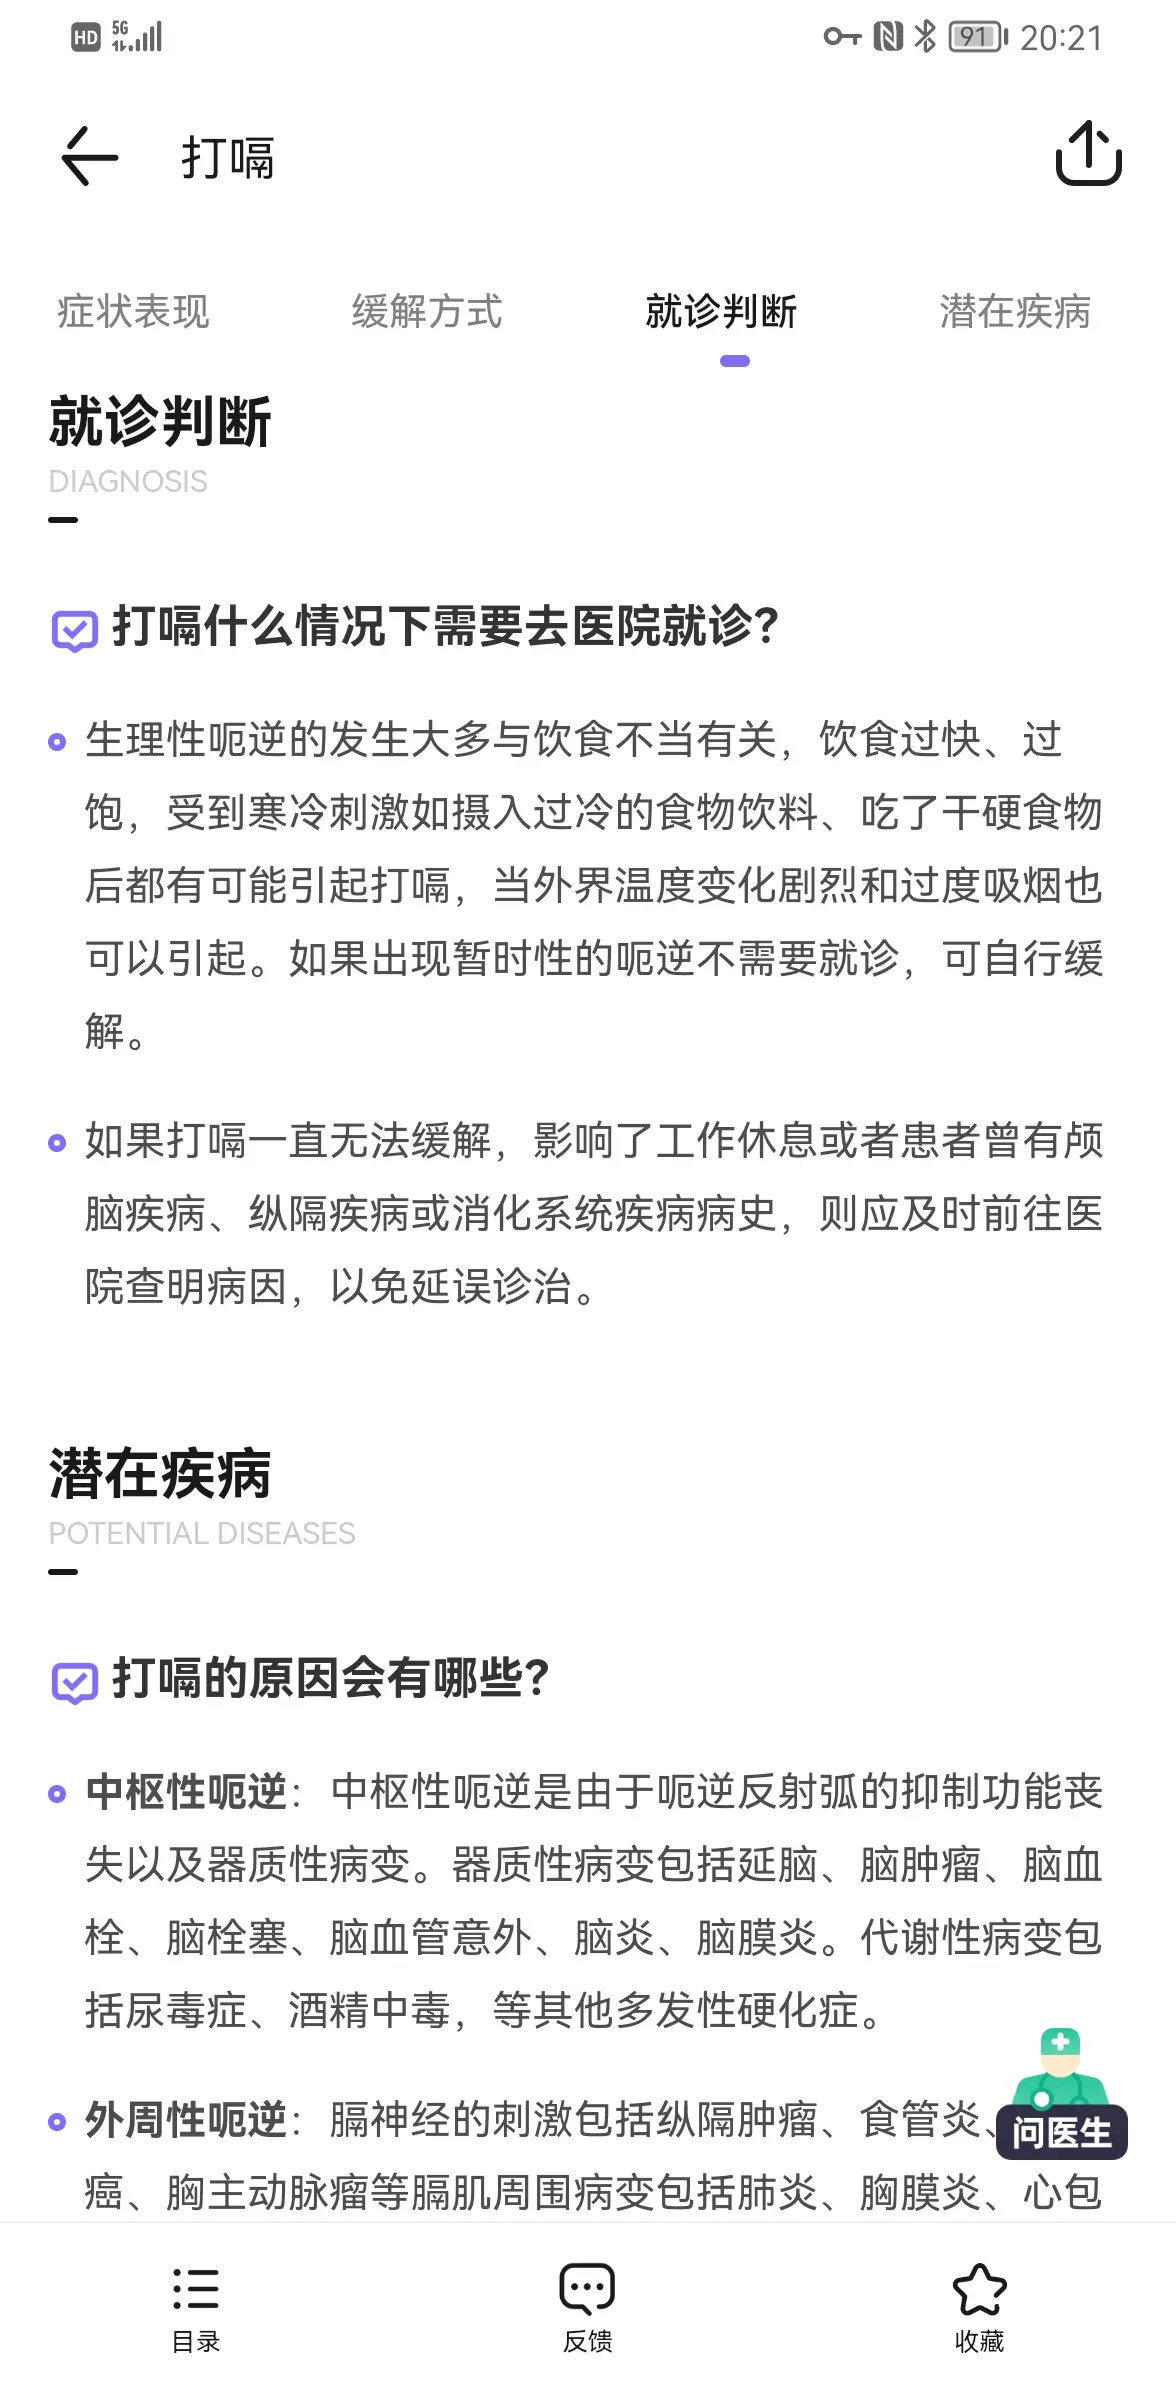 HD 5G 91 20:21
打嗝
症状表现 缓解方式 就诊判断 潜在疾病
就诊判断
DIAGNOSIS
打嗝什么情况下需要去医院就诊？
生理性呃逆的发生大多与饮食不当有关，饮食过快、过
饱，受到寒冷刺激如摄入过冷的食物饮料、吃了干硬食物
后都有可能引起打嗝，当外界温度变化剧烈和过度吸烟也
可以引起。如果出现暂时性的呃逆不需要就诊，可自行缓
解。
如果打嗝一直无法缓解，影响了工作休息或者患者曾有颅
脑疾病、纵隔疾病或消化系统疾病病史，则应及时前往医
院查明病因，以免延误诊治。
潜在疾病
POTENTIAL DISEASES
打嗝的原因会有哪些？
中枢性呃逆：中枢性呃逆是由于呃逆反射弧的抑制功能丧
失以及器质性病变。器质性病变包括延脑、脑肿瘤、脑血
栓、脑栓塞、脑血管意外、脑炎、脑膜炎。代谢性病变包
括尿毒症、酒精中毒，等其他多发性硬化症。
外周性呃逆：膈神经的刺激包括纵隔肿瘤、食管炎、
问医生
癌、胸主动脉瘤等膈肌周围病变包括肺炎、胸膜炎、心包
目录 反馈 收藏